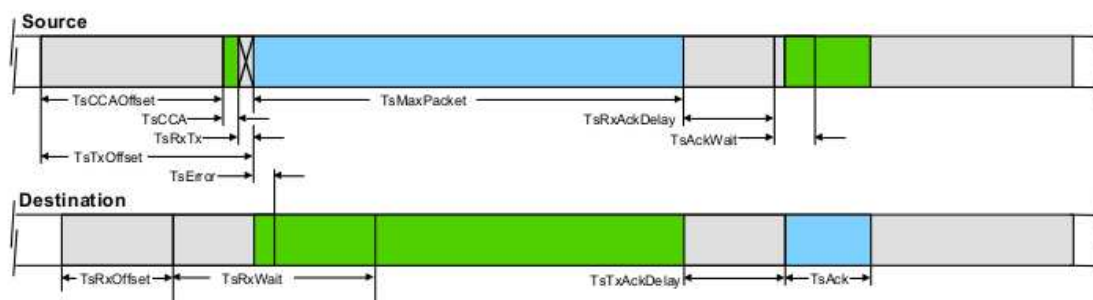 Source
TsCCAOffset
TsMaxPacket
TsCCA
TsRxAckDelay
TsRxTx
TsAckWait
TsTxOffset
TsError
Destination
TsRxOffset
TsRxWait
TsTxAckDelay
TsAck